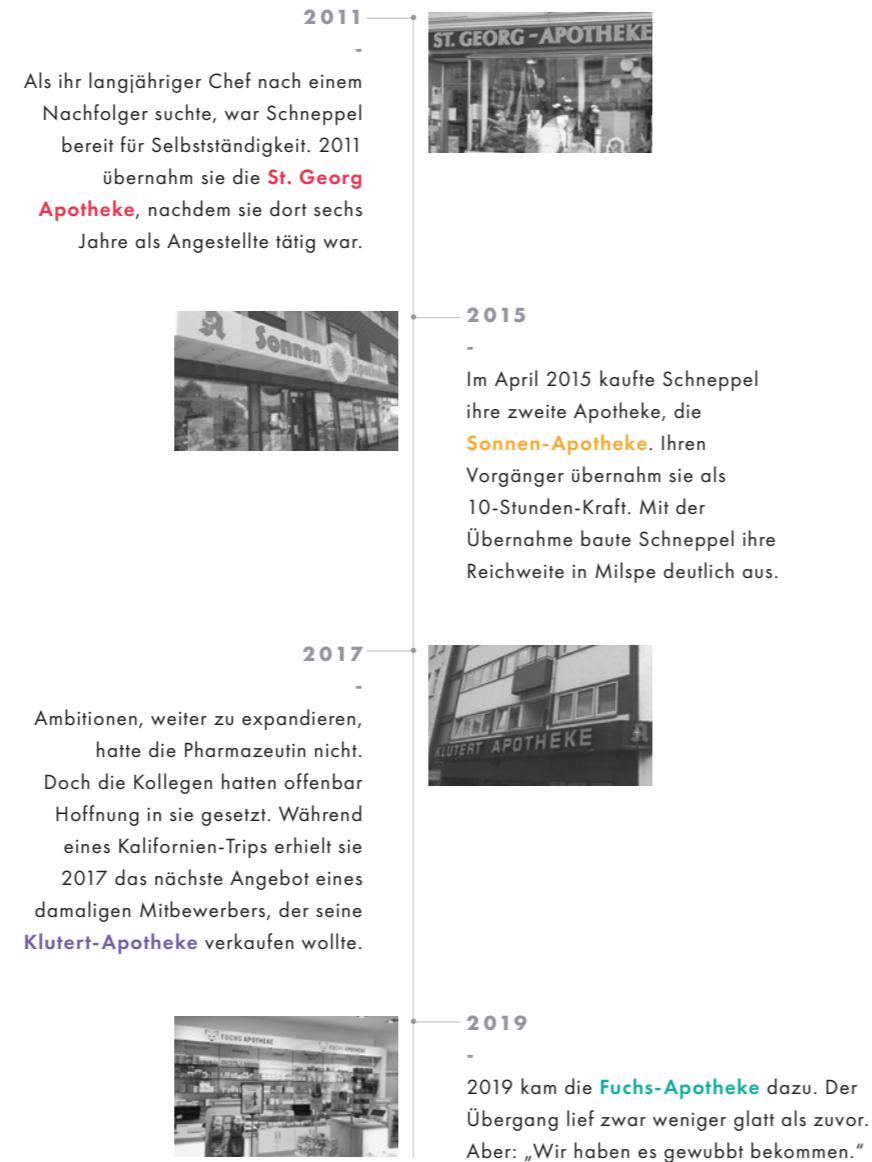 2011
-
Als ihr langjähriger Chef nach einem
Nachfolger suchte, war Schneppel
bereit für Selbstständigkeit. 2011
übernahm sie die St. Georg
Apotheke, nachdem sie dort sechs
Jahre als Angestellte tätig war.
ST. GEORG - APOTHEKE
Sonnen Apotheke
2015
-
Im April 2015 kaufte Schneppel
ihre zweite Apotheke, die
Sonnen-Apotheke. Ihren
Vorgänger übernahm sie als
10-Stunden-Kraft. Mit der
Übernahme baute Schneppel ihre
Reichweite in Milspe deutlich aus.
2017
-
Ambitionen, weiter zu expandieren,
hatte die Pharmazeutin nicht.
Doch die Kollegen hatten offenbar
Hoffnung in sie gesetzt. Während
eines Kalifornien-Trips erhielt sie
2017 das nächste Angebot eines
damaligen Mitbewerbers, der seine
Klutert-Apotheke verkaufen wollte.
KLUTERT APOTHEKE
FUCHS APOTHEKE
FUCHS APOTHEKE
2019
-
2019 kam die Fuchs-Apotheke dazu. Der
Übergang lief zwar weniger glatt als zuvor.
Aber: „Wir haben es gewubbt bekommen.“